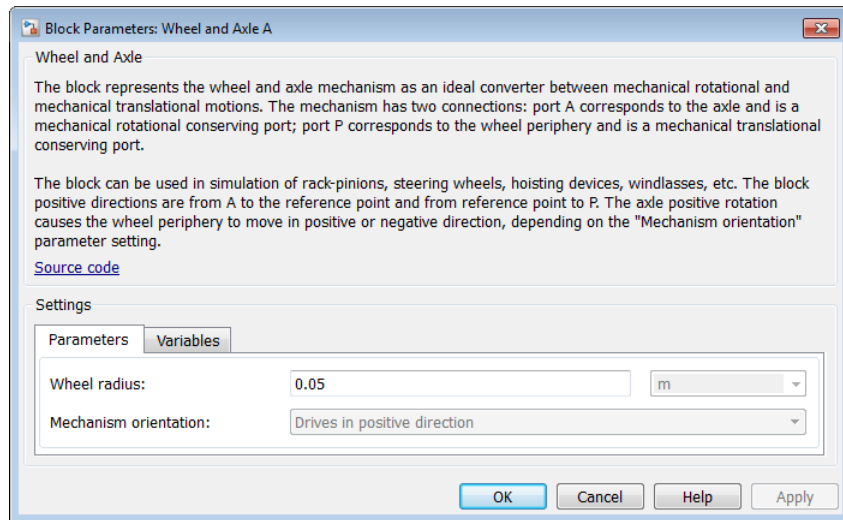 Block Parameters: Wheel and Axle A
Wheel and Axle
The block represents the wheel and axle mechanism as an ideal converter between mechanical rotational and
mechanical translational motions. The mechanism has two connections: port A corresponds to the axle and is a
mechanical rotational conserving port; port P corresponds to the wheel periphery and is a mechanical translational
conserving port.
The block can be used in simulation of rack-pinions, steering wheels, hoisting devices, windlasses, etc. The block
positive directions are from A to the reference point and from reference point to P. The axle positive rotation
causes the wheel periphery to move in positive or negative direction, depending on the "Mechanism orientation"
parameter setting.
Source code
Settings
Parameters Variables
Wheel radius: 0.05 m
Mechanism orientation: Drives in positive direction
OK Cancel Help Apply